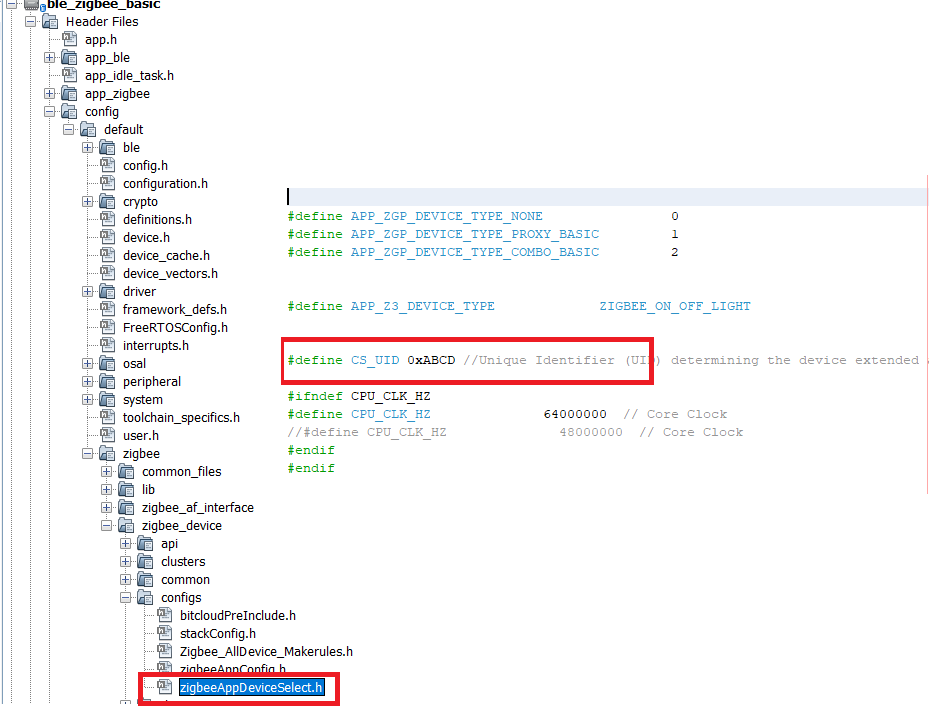 ble_zigbee_basic
Header Files
app.h
app_ble
app_idle_task.h
app_zigbee
config
default
ble
config.h
configuration.h
crypto
definitions.h
device.h
device_cache.h
device_vectors.h
driver
framework_defs.h
FreeRTOSConfig.h
interrupts.h
osal
peripheral
system
toolchain_specifics.h
user.h
zigbee
common_files
lib
zigbee_af_interface
zigbee_device
api
clusters
common
configs
bitcloudPreInclude.h
stackConfig.h
Zigbee_AllDevice_Makerules.h
zigbeeAppConfig.h
zigbeeAppDeviceSelect.h
#define APP_ZGP_DEVICE_TYPE_NONE 0
#define APP_ZGP_DEVICE_TYPE_PROXY_BASIC 1
#define APP_ZGP_DEVICE_TYPE_COMBO_BASIC 2
#define APP_Z3_DEVICE_TYPE ZIGBEE_ON_OFF_LIGHT
#define CS_UID 0xABCD //Unique Identifier (UID) determining the device extended
#ifndef CPU_CLK_HZ
#define CPU_CLK_HZ 64000000 // Core Clock
//#define CPU_CLK_HZ 48000000 // Core Clock
#endif
#endif